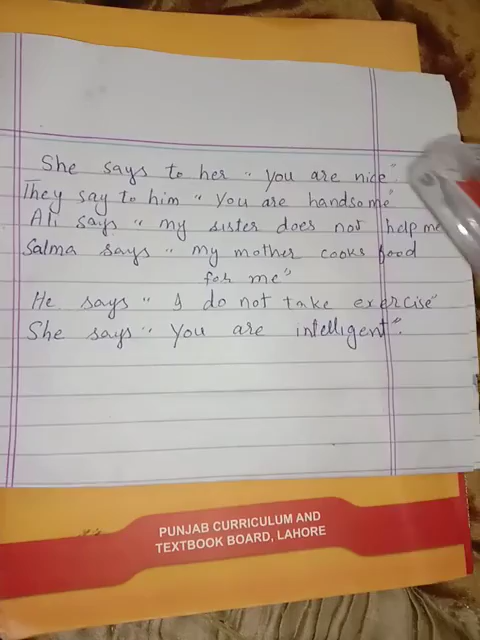 She says to her "You are nice".
They say to him "You are handsome"
Ali says "my sister does not help me
Salma says "my mother cooks food
for me"
He says "I do not take exercise"
She says "You are intelligent".
PUNJAB CURRICULUM AND
TEXTBOOK BOARD, LAHORE